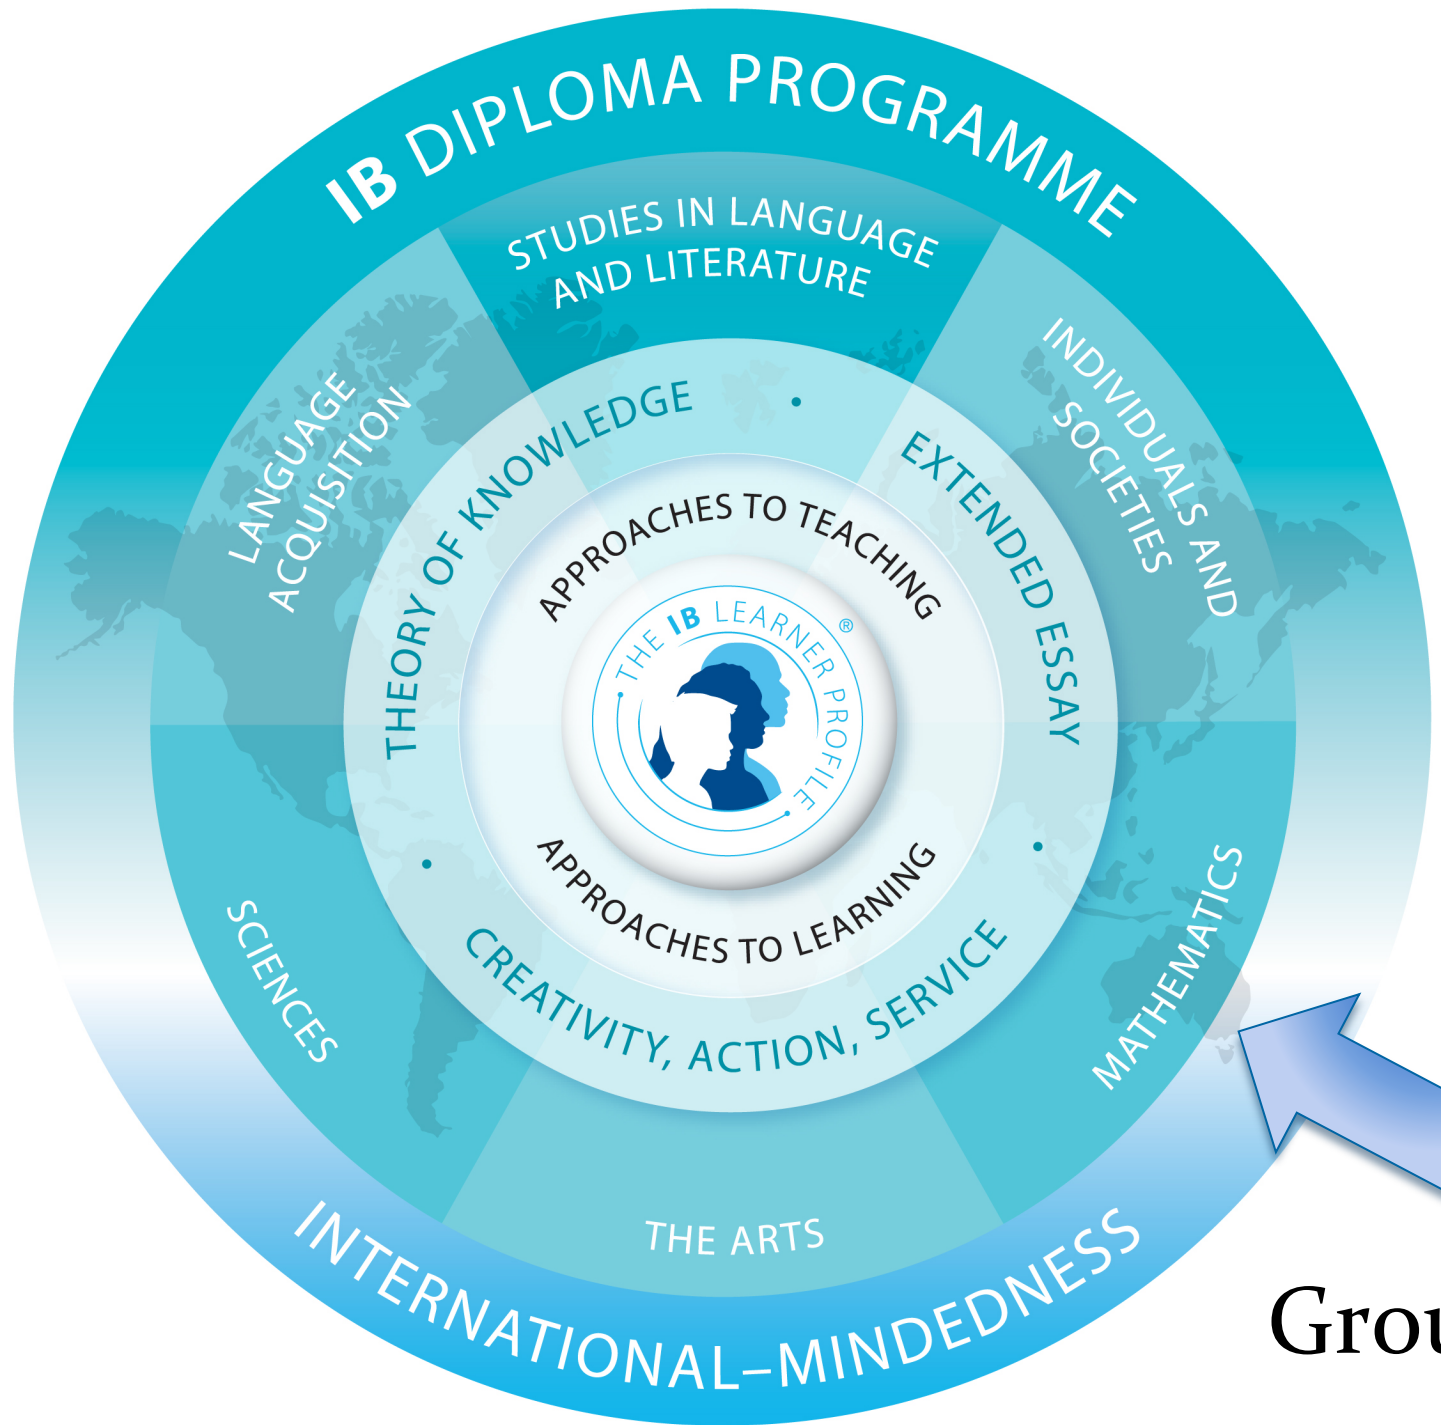 IB DIPLOMA PROGRAMME
STUDIES IN LANGUAGE
AND LITERATURE
LANGUAGE
ACQUISITION
INDIVIDUALS AND
SOCIETIES
THEORY OF KNOWLEDGE
•
EXTENDED ESSAY
APPROACHES TO TEACHING
THE IB LEARNER PROFILE ®
APPROACHES TO LEARNING
•
CREATIVITY, ACTION, SERVICE
•
SCIENCES
MATHEMATICS
THE ARTS
INTERNATIONAL–MINDEDNESS